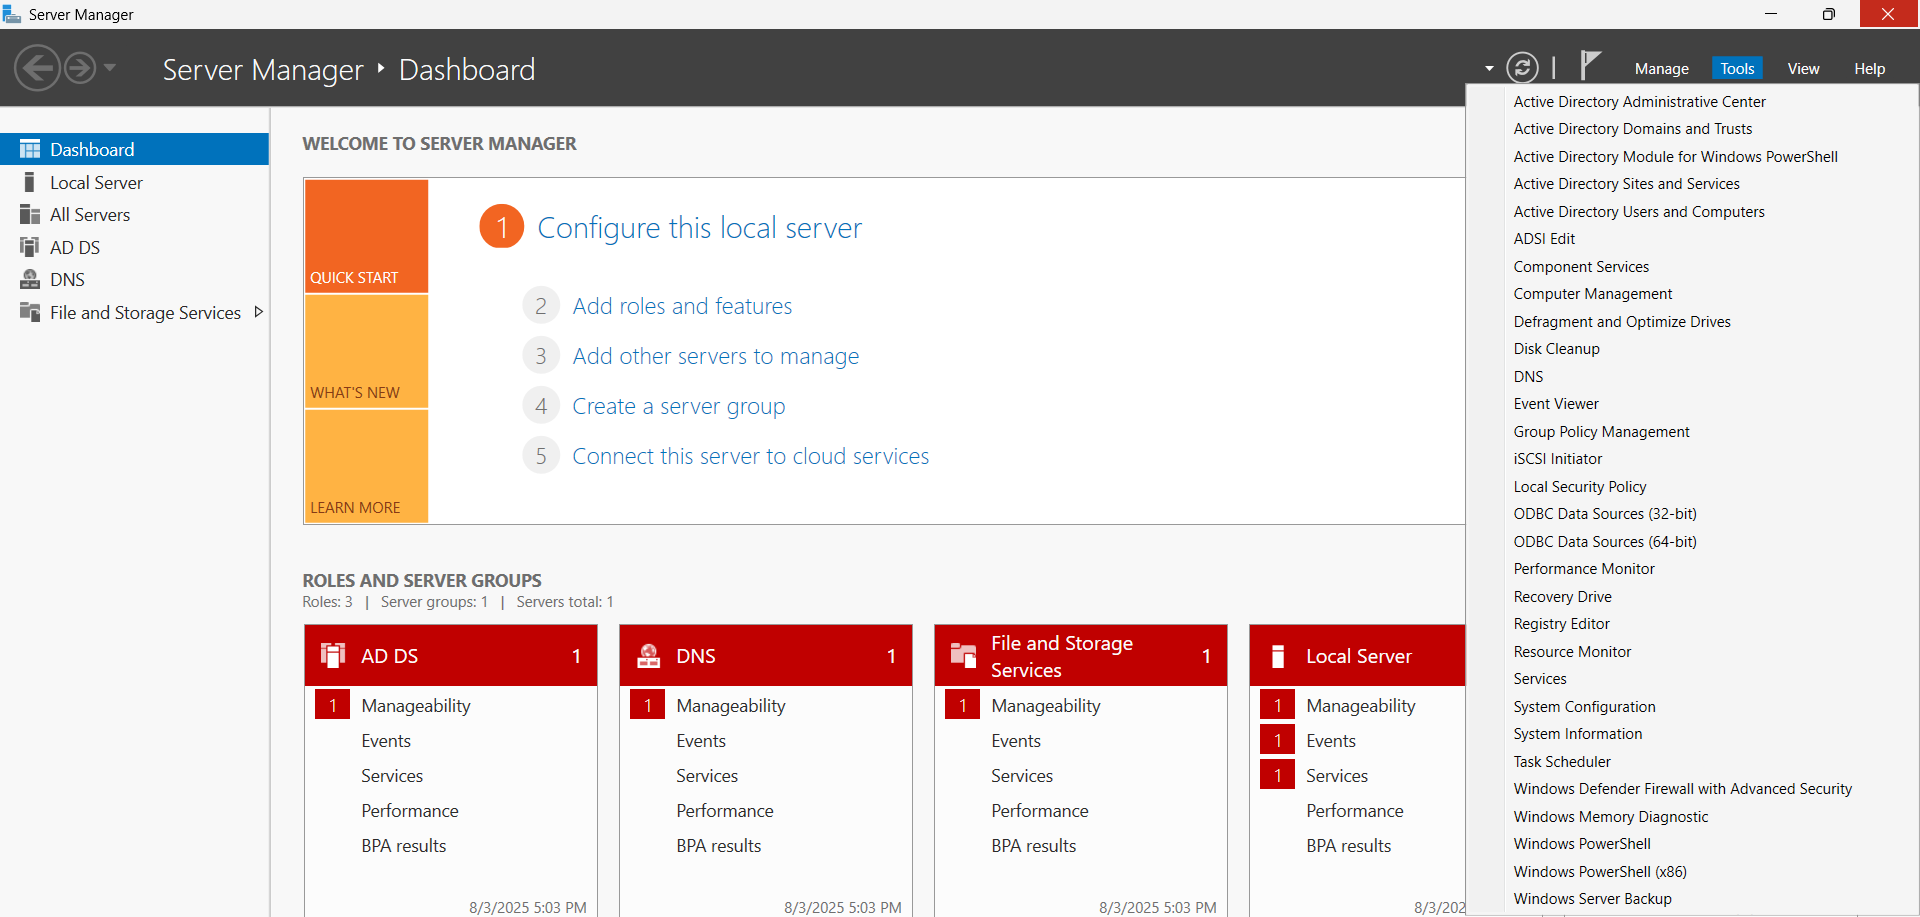 Server Manager
Server Manager ‣ Dashboard
Manage
Tools
View
Help
Dashboard
Local Server
All Servers
AD DS
DNS
File and Storage Services
WELCOME TO SERVER MANAGER
QUICK START
WHAT'S NEW
LEARN MORE
1 Configure this local server
2 Add roles and features
3 Add other servers to manage
4 Create a server group
5 Connect this server to cloud services
ROLES AND SERVER GROUPS
Roles: 3 | Server groups: 1 | Servers total: 1
AD DS 1
1 Manageability
Events
Services
Performance
BPA results
8/3/2025 5:03 PM
DNS 1
1 Manageability
Events
Services
Performance
BPA results
8/3/2025 5:03 PM
File and Storage
Services 1
1 Manageability
Events
Services
Performance
BPA results
8/3/2025 5:03 PM
Local Server
1 Manageability
1 Events
1 Services
Performance
BPA results
8/3/202
Active Directory Administrative Center
Active Directory Domains and Trusts
Active Directory Module for Windows PowerShell
Active Directory Sites and Services
Active Directory Users and Computers
ADSI Edit
Component Services
Computer Management
Defragment and Optimize Drives
Disk Cleanup
DNS
Event Viewer
Group Policy Management
iSCSI Initiator
Local Security Policy
ODBC Data Sources (32-bit)
ODBC Data Sources (64-bit)
Performance Monitor
Recovery Drive
Registry Editor
Resource Monitor
Services
System Configuration
System Information
Task Scheduler
Windows Defender Firewall with Advanced Security
Windows Memory Diagnostic
Windows PowerShell
Windows PowerShell (x86)
Windows Server Backup